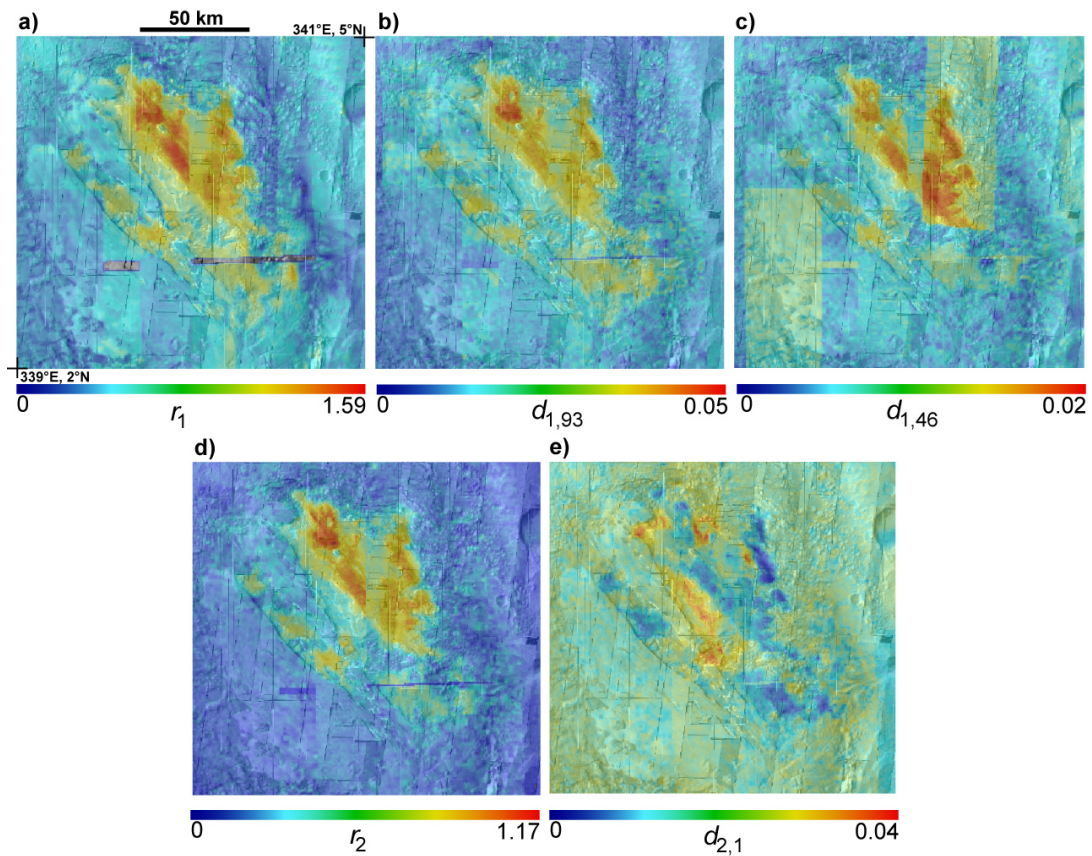 a) 50 km 341°E, 5°N b) c)
339°E, 2°N
0 1.59 0 0.05 0 0.02
r₁ d₁,₉₃ d₁,₄₆
d) e)
0 1.17 0 0.04
r₂ d₂,₁